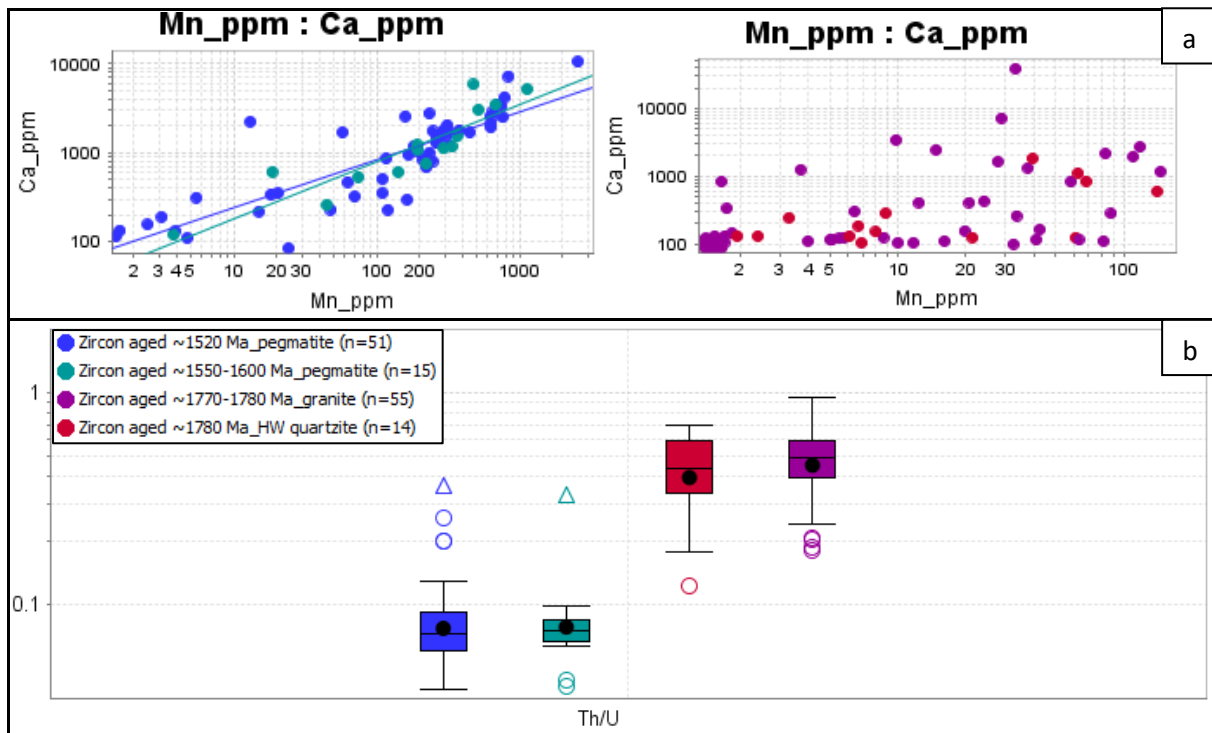 Mn_ppm : Ca_ppm
Ca_ppm
10000
1000
100
2 3 4 5 10 20 30 100 200 1000
Mn_ppm
Mn_ppm : Ca_ppm
a
Ca_ppm
10000
1000
100
2 3 4 5 10 20 30 100
Mn_ppm
b
Zircon aged ~1520 Ma_pegmatite (n=51)
Zircon aged ~1550-1600 Ma_pegmatite (n=15)
Zircon aged ~1770-1780 Ma_granite (n=55)
Zircon aged ~1780 Ma_HW quartzite (n=14)
1
0.1
Th/U